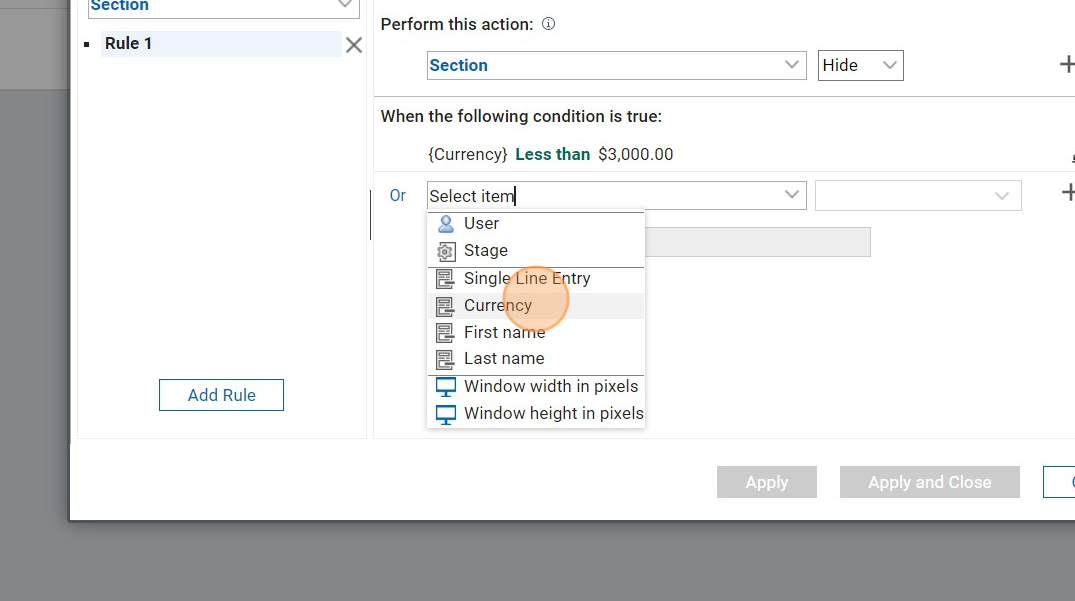 Section
Rule 1
Add Rule
Perform this action:
Section Hide
When the following condition is true:
{Currency} Less than $3,000.00
Or Select item
User
Stage
Single Line Entry
Currency
First name
Last name
Window width in pixels
Window height in pixels
Apply Apply and Close